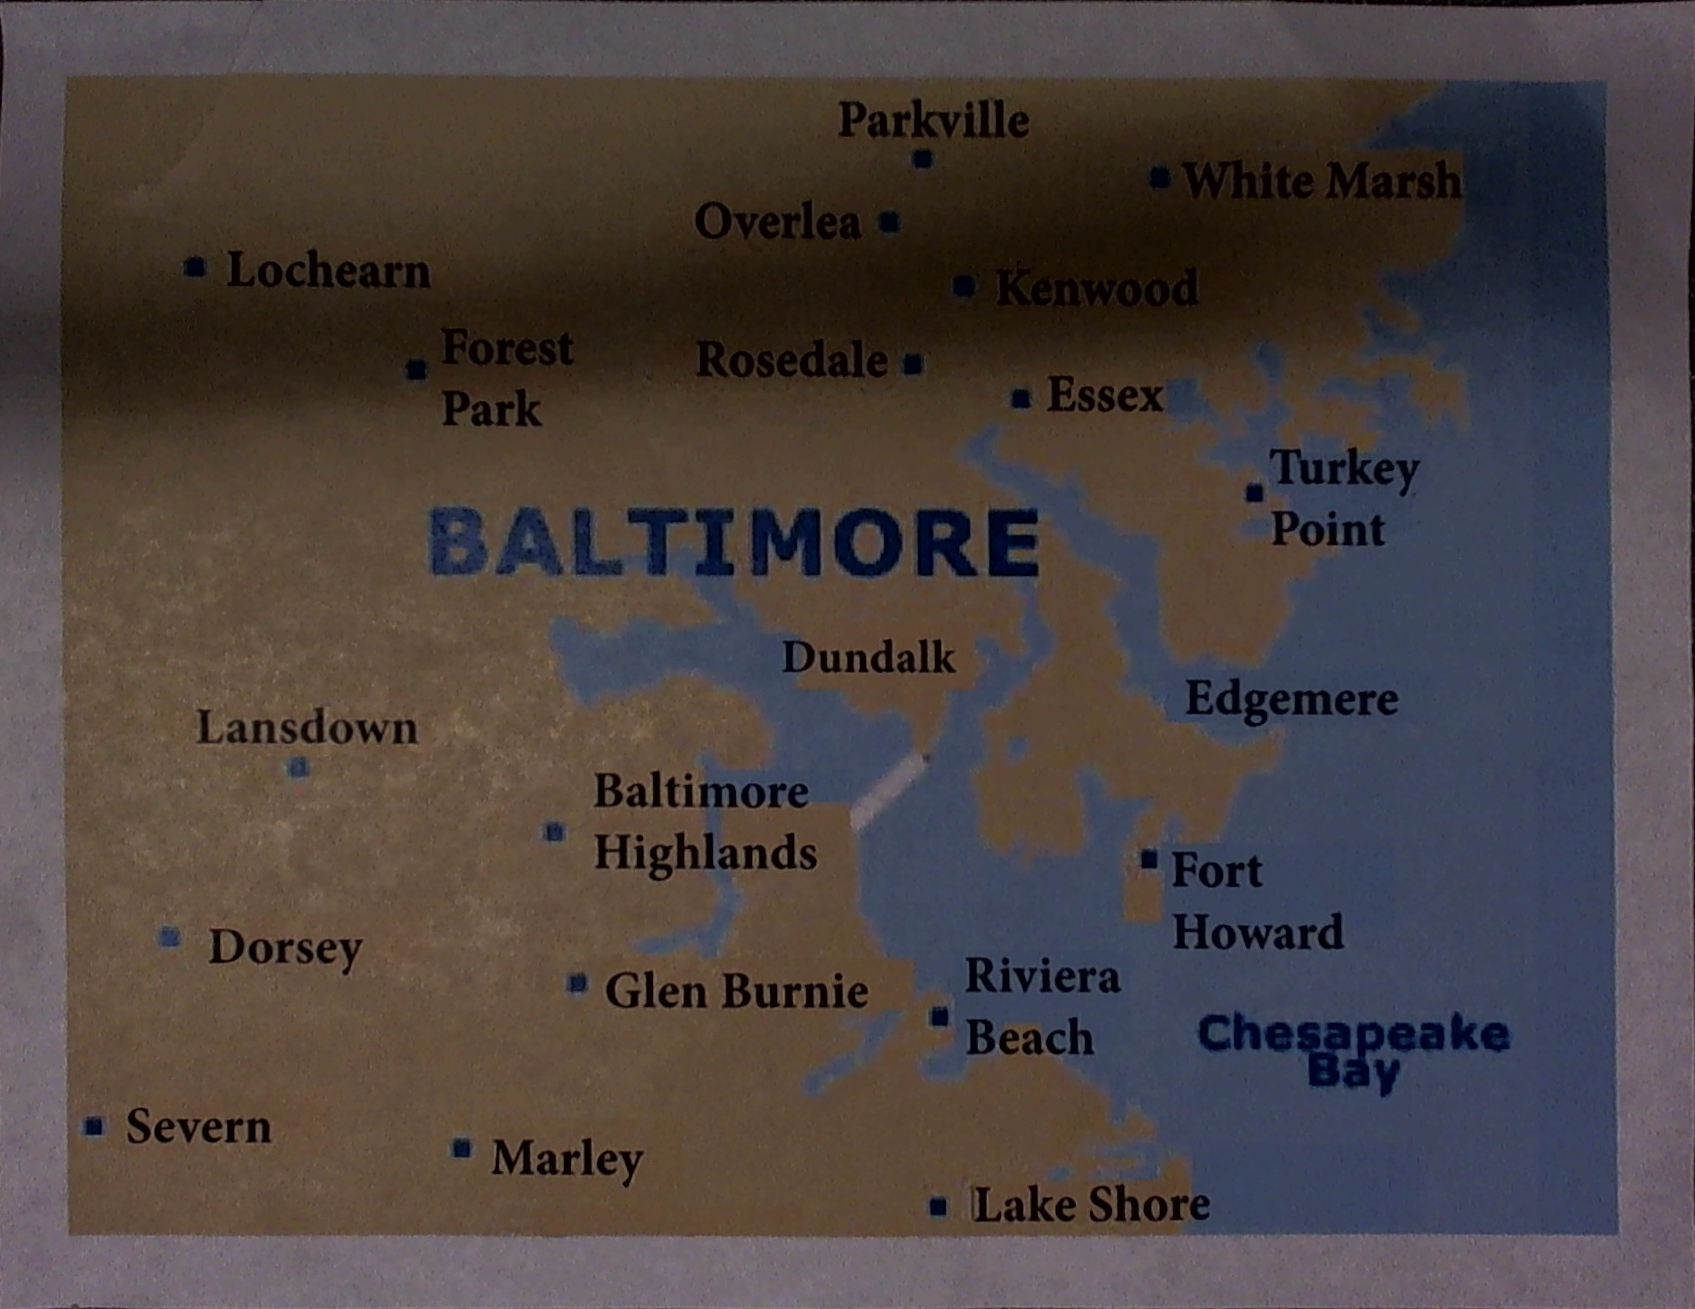 Parkville
White Marsh
Overlea
Lochearn
Kenwood
Forest
Park
Rosedale
Essex
Turkey
Point
BALTIMORE
Dundalk
Edgemere
Lansdown
Baltimore
Highlands
Fort
Howard
Dorsey
Glen Burnie
Riviera
Beach
Chesapeake
Bay
Severn
Marley
Lake Shore